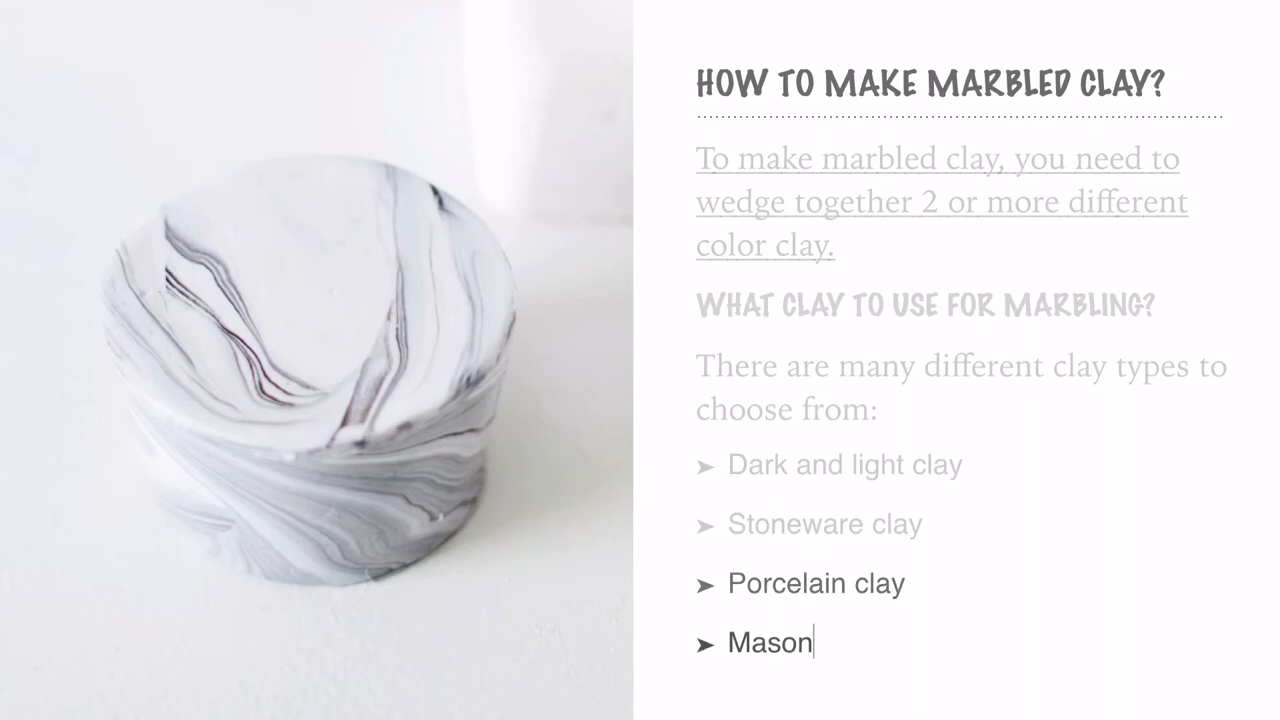 HOW TO MAKE MARBLED CLAY?
To make marbled clay, you need to
wedge together 2 or more different
color clay.
WHAT CLAY TO USE FOR MARBLING?
There are many different clay types to
choose from:
➤ Dark and light clay
➤ Stoneware clay
➤ Porcelain clay
➤ Mason